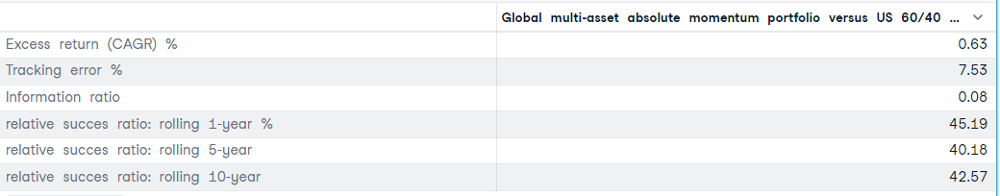 Global multi-asset absolute momentum portfolio versus US 60/40 ...
Excess return (CAGR) % 0.63
Tracking error % 7.53
Information ratio 0.08
relative succes ratio: rolling 1-year % 45.19
relative succes ratio: rolling 5-year 40.18
relative succes ratio: rolling 10-year 42.57